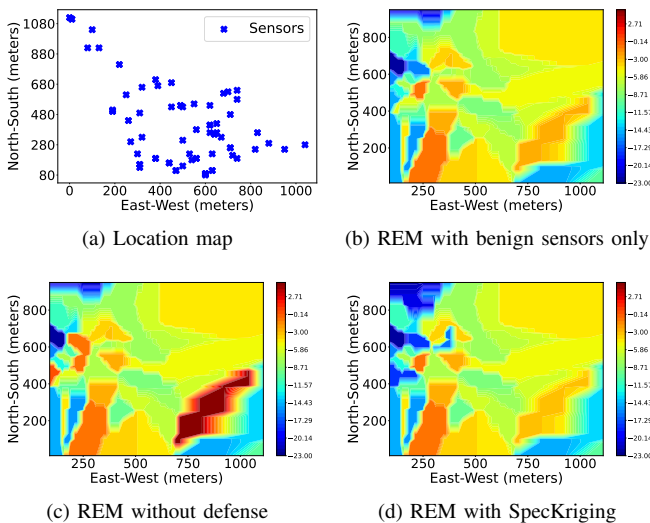 1080
880
680
480
280
80
North-South (meters)
Sensors
0 200 400 600 800 1000
East-West (meters)
(a) Location map
800
600
400
200
North-South (meters)
250 500 750 1000
East-West (meters)
2.71
−0.15
−3.00
−5.86
−8.71
−11.57
−14.43
−17.29
−20.14
−23.00
(b) REM with benign sensors only
800
600
400
200
North-South (meters)
250 500 750 1000
East-West (meters)
2.71
−0.15
−3.00
−5.86
−8.71
−11.57
−14.43
−17.29
−20.14
−23.00
(c) REM without defense
800
600
400
200
North-South (meters)
250 500 750 1000
East-West (meters)
2.71
−0.15
−3.00
−5.86
−8.71
−11.57
−14.43
−17.29
−20.14
−23.00
(d) REM with SpecKriging